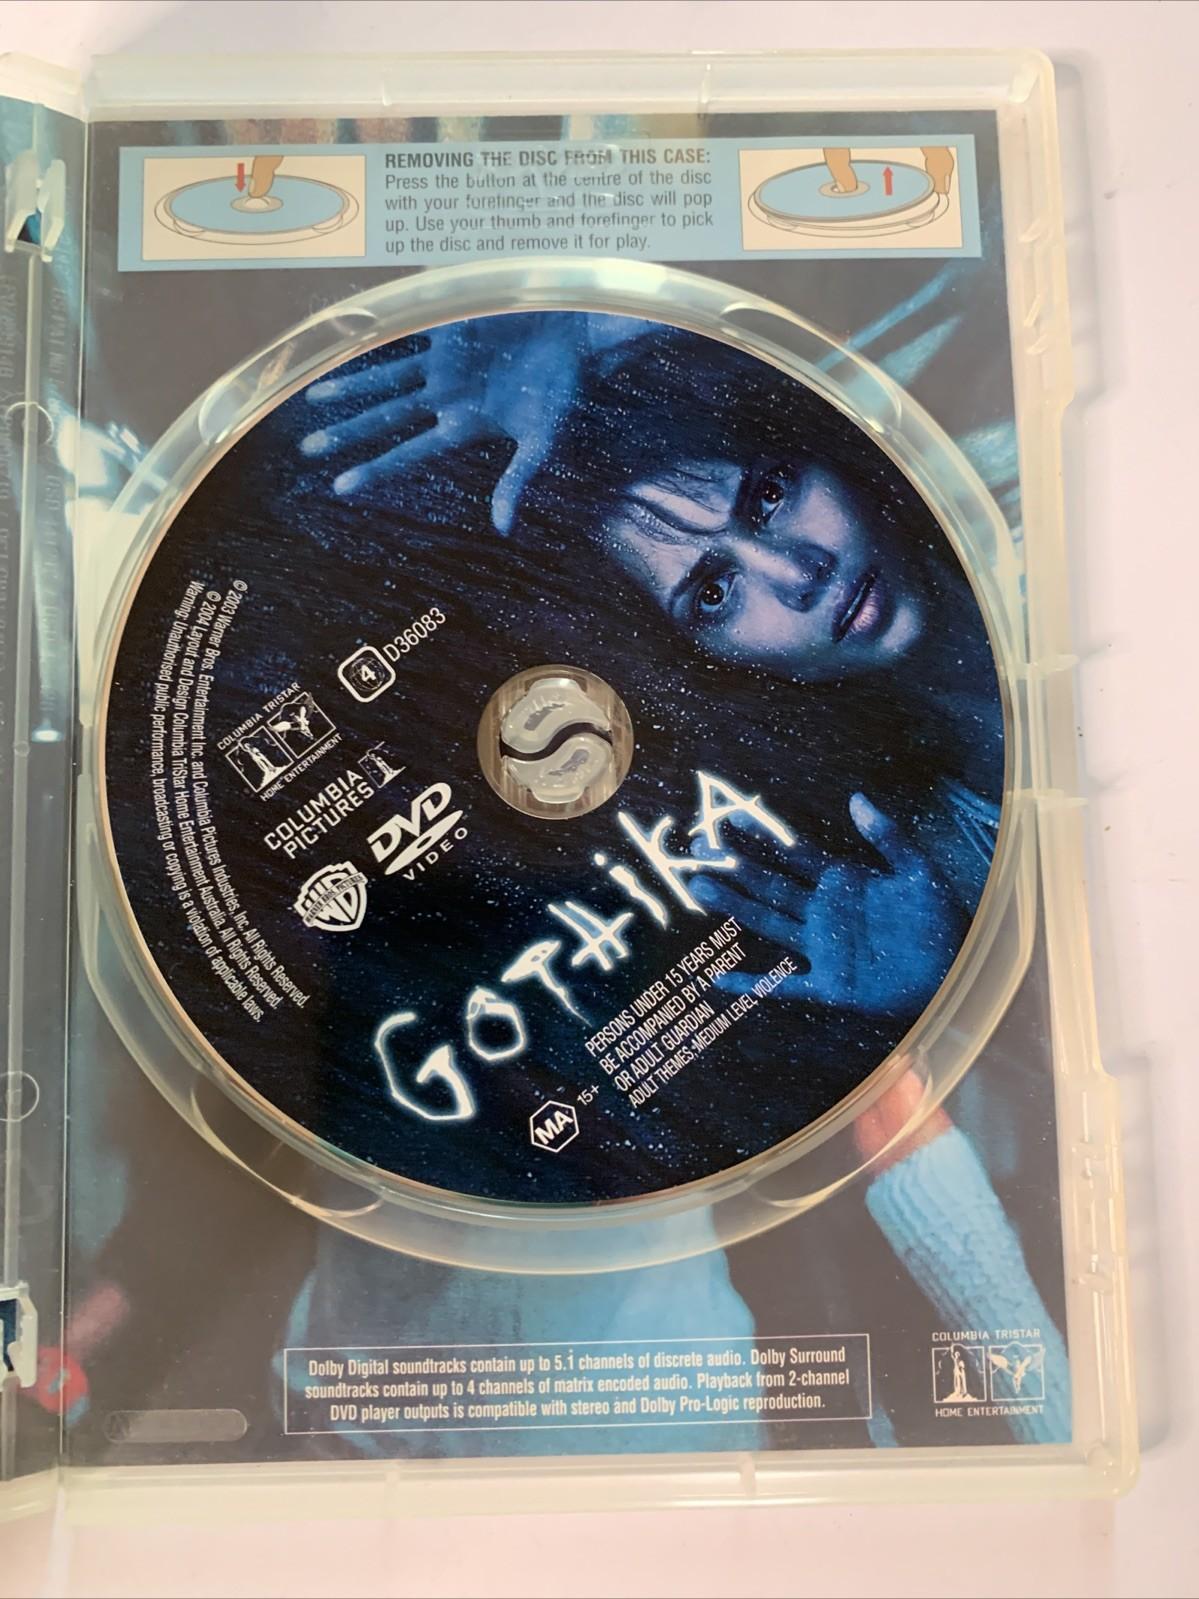 REMOVING THE DISC FROM THIS CASE:
Press the button at the centre of the disc
with your forefinger and the disc will pop
up. Use your thumb and forefinger to pick
up the disc and remove it for play.
4
D36083
COLUMBIA TRISTAR
HOME ENTERTAINMENT
COLUMBIA
PICTURES
DVD
VIDEO
WB
WARNER BROS. PICTURES
© 2003 Warner Bros. Entertainment Inc. and Columbia Pictures Industries, Inc. All Rights Reserved.
© 2004 Layout and Design Columbia TriStar Home Entertainment Australia. All Rights Reserved.
Warning: Unauthorised public performance, broadcasting or copying is a violation of applicable laws.
GOTHIKA
PERSONS UNDER 15 YEARS MUST
BE ACCOMPANIED BY A PARENT
OR ADULT GUARDIAN
ADULT THEMES, MEDIUM LEVEL VIOLENCE
MA 15+
Dolby Digital soundtracks contain up to 5.1 channels of discrete audio. Dolby Surround
soundtracks contain up to 4 channels of matrix encoded audio. Playback from 2-channel
DVD player outputs is compatible with stereo and Dolby Pro-Logic reproduction.
COLUMBIA TRISTAR
HOME ENTERTAINMENT